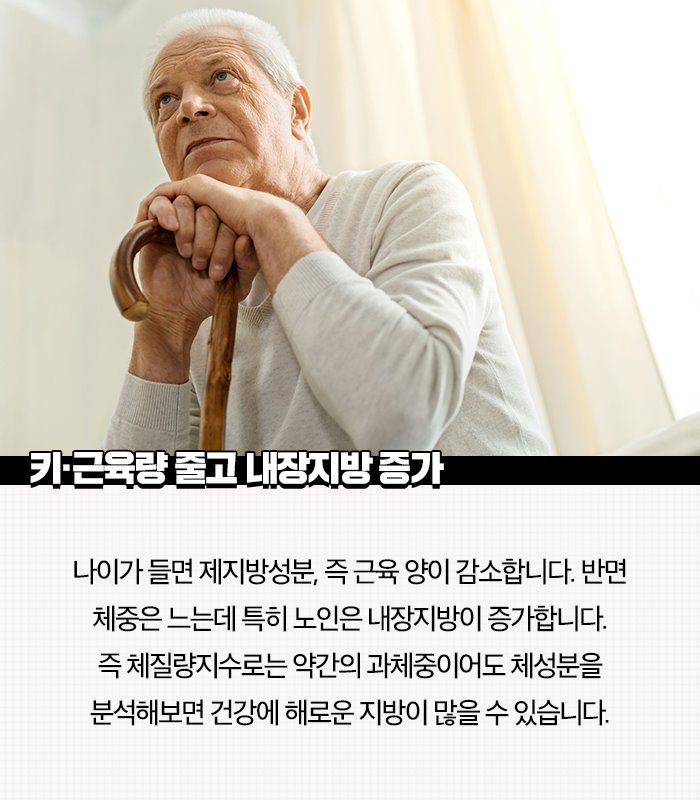 키·근육량 줄고 내장지방 증가
나이가 들면 제지방성분, 즉 근육 양이 감소합니다. 반면
체중은 느는데 특히 노인은 내장지방이 증가합니다.
즉 체질량지수로는 약간의 과체중이어도 체성분을
분석해보면 건강에 해로운 지방이 많을 수 있습니다.